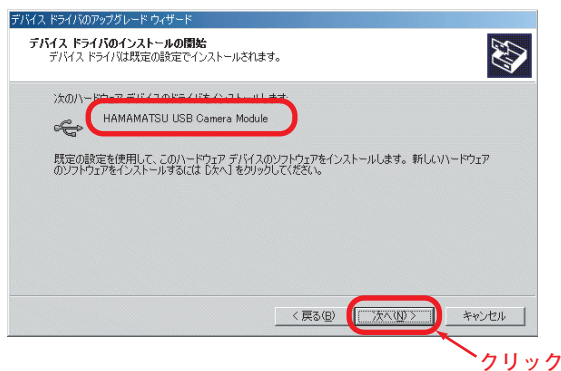 デバイス ドライバのアップグレード ウィザード
デバイス ドライバのインストールの開始
デバイス ドライバは既定の設定でインストールされます。
次のハードウェア デバイスのドライバをインストールします:
HAMAMATSU USB Camera Module
既定の設定を使用して、このハードウェア デバイスのソフトウェアをインストールします。新しいハードウェア
のソフトウェアをインストールするには [次へ] をクリックしてください。
< 戻る(B)
次へ(N) >
キャンセル
クリック